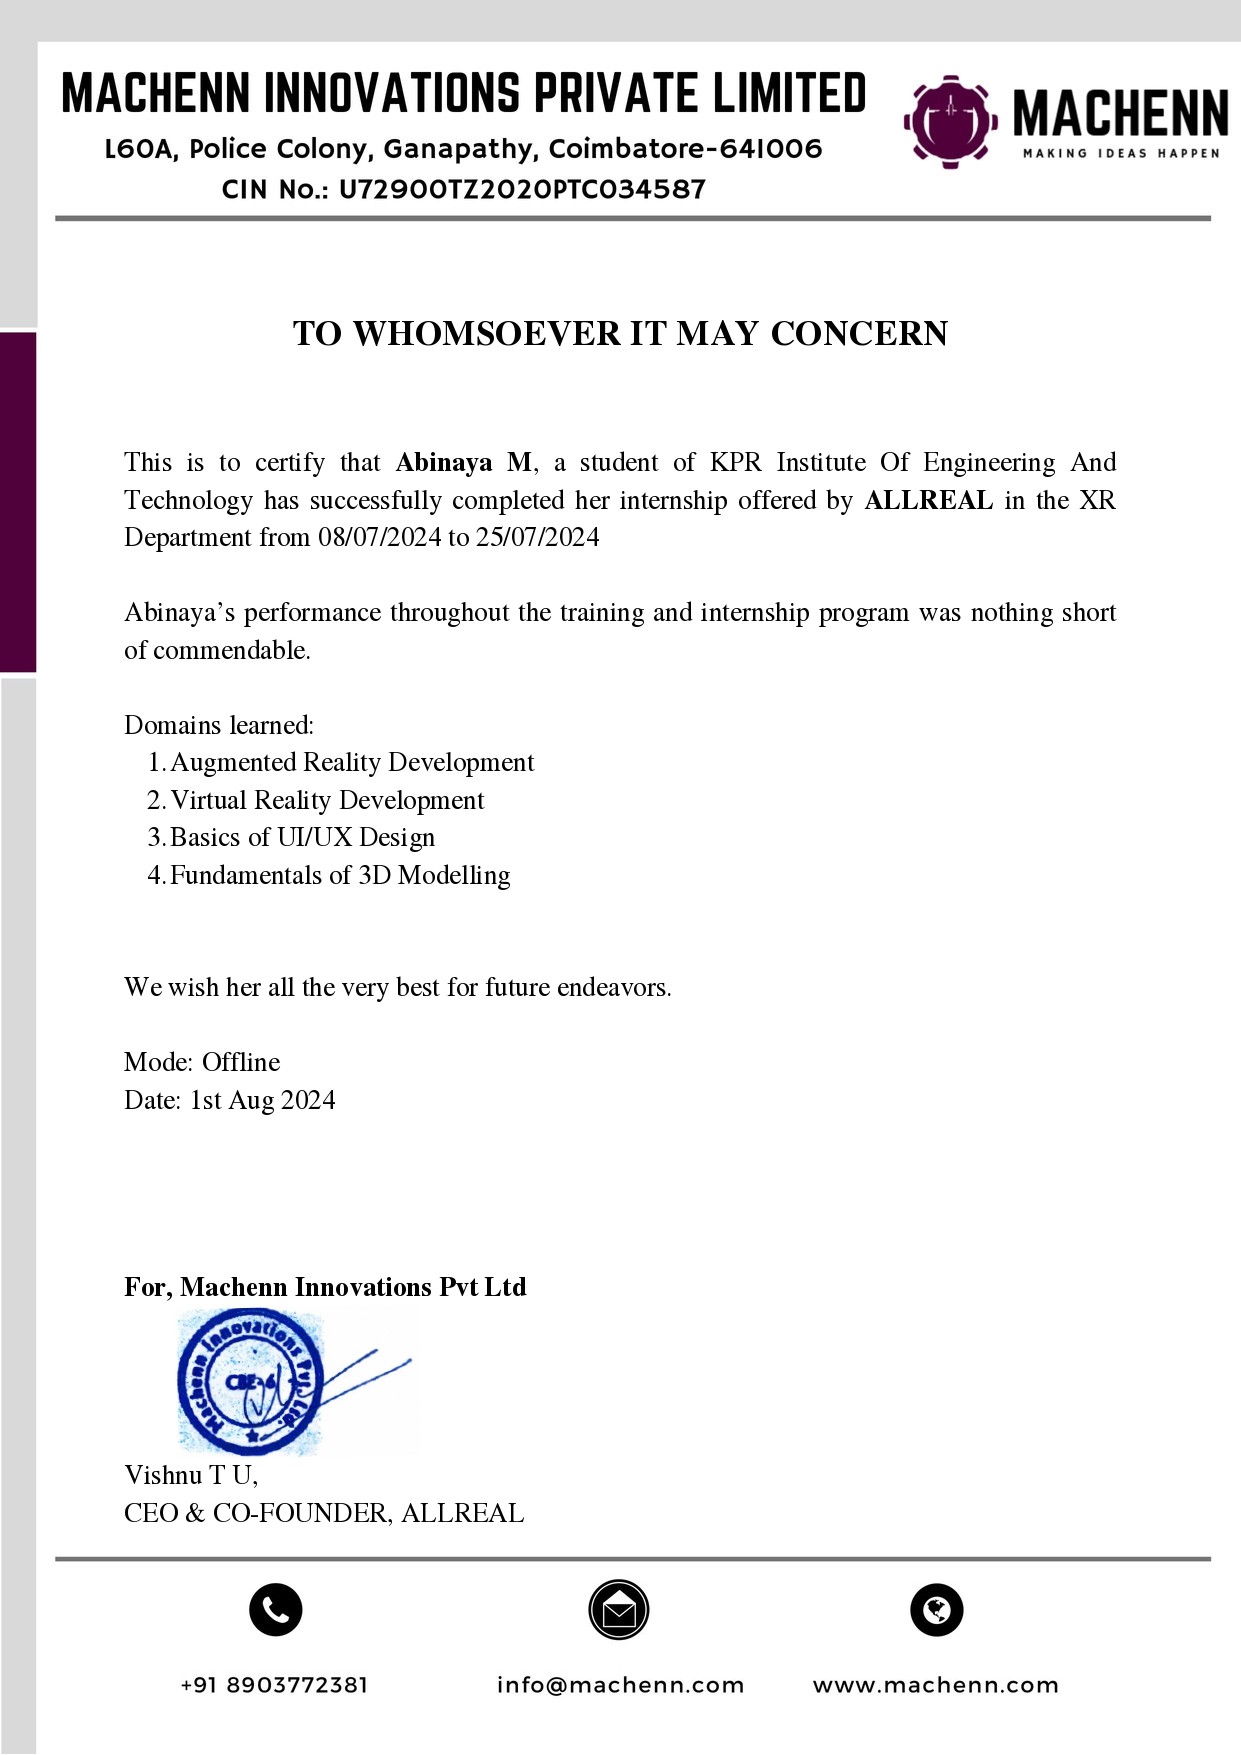 MACHENN INNOVATIONS PRIVATE LIMITED
L60A, Police Colony, Ganapathy, Coimbatore-641006
CIN No.: U72900TZ2020PTC034587
MACHENN
MAKING IDEAS HAPPEN
TO WHOMSOEVER IT MAY CONCERN
This is to certify that Abinaya M, a student of KPR Institute Of Engineering And
Technology has successfully completed her internship offered by ALLREAL in the XR
Department from 08/07/2024 to 25/07/2024
Abinaya’s performance throughout the training and internship program was nothing short
of commendable.
Domains learned:
1. Augmented Reality Development
2. Virtual Reality Development
3. Basics of UI/UX Design
4. Fundamentals of 3D Modelling
We wish her all the very best for future endeavors.
Mode: Offline
Date: 1st Aug 2024
For, Machenn Innovations Pvt Ltd
Machenn Innovations Pvt. Ltd.
CBE-6
Vishnu T U,
CEO & CO-FOUNDER, ALLREAL
+91 8903772381
info@machenn.com
www.machenn.com